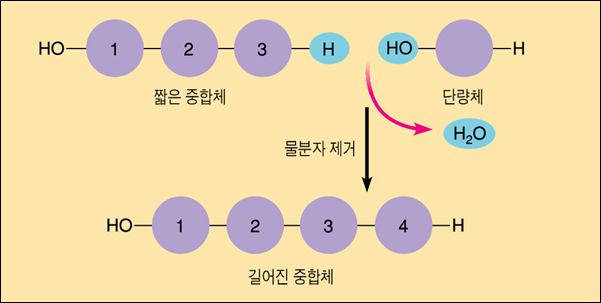 HO 1 2 3 H HO H
짧은 중합체 단량체
H₂O
물분자 제거
HO 1 2 3 4 H
길어진 중합체